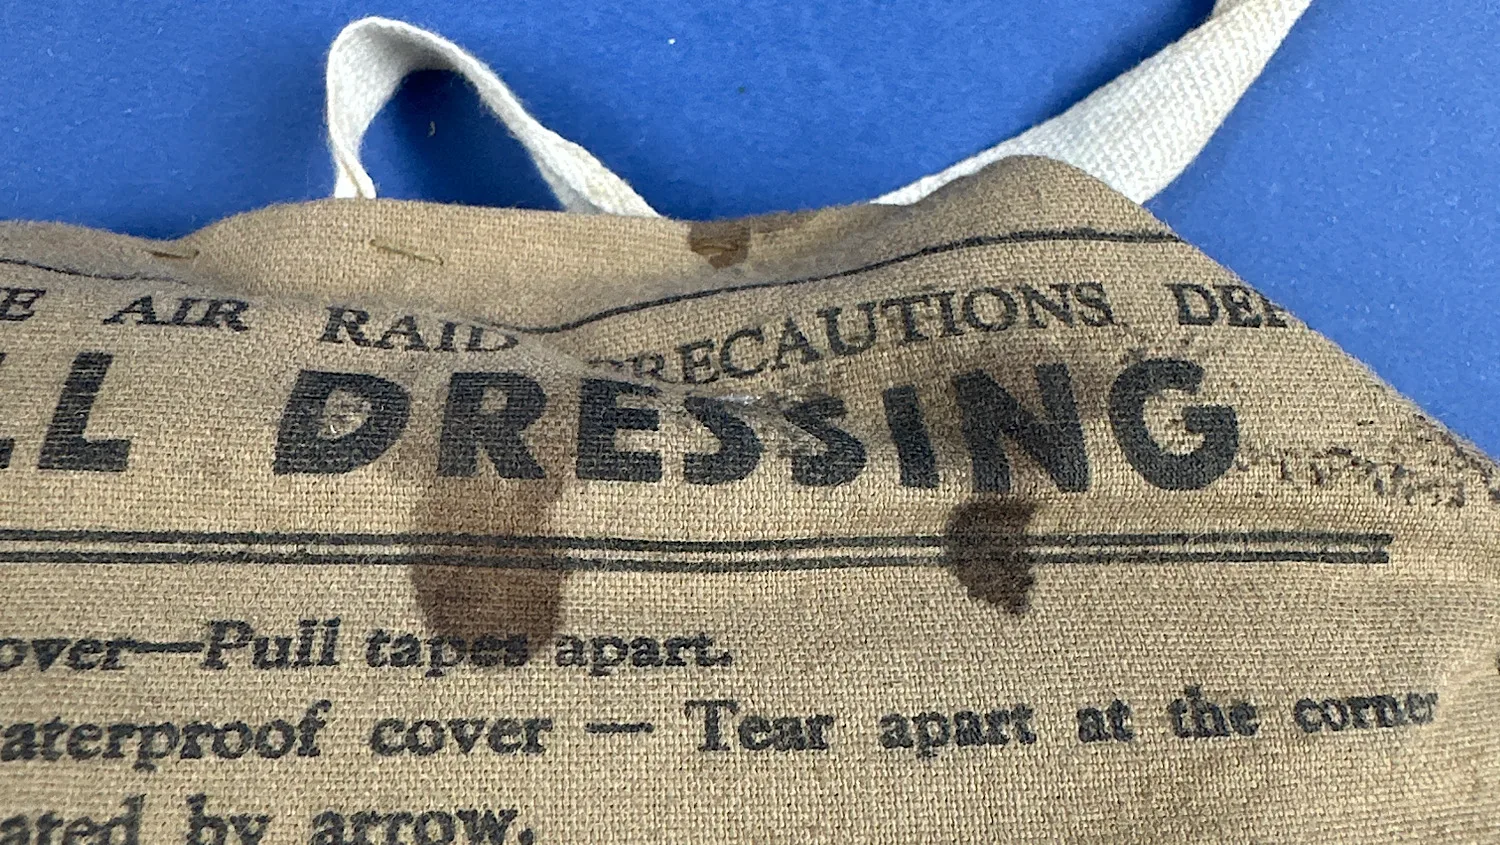 E AIR RAID PRECAUTIONS DEP
LL DRESSING
over—Pull tapes apart.
aterproof cover — Tear apart at the corner
ated by arrow.